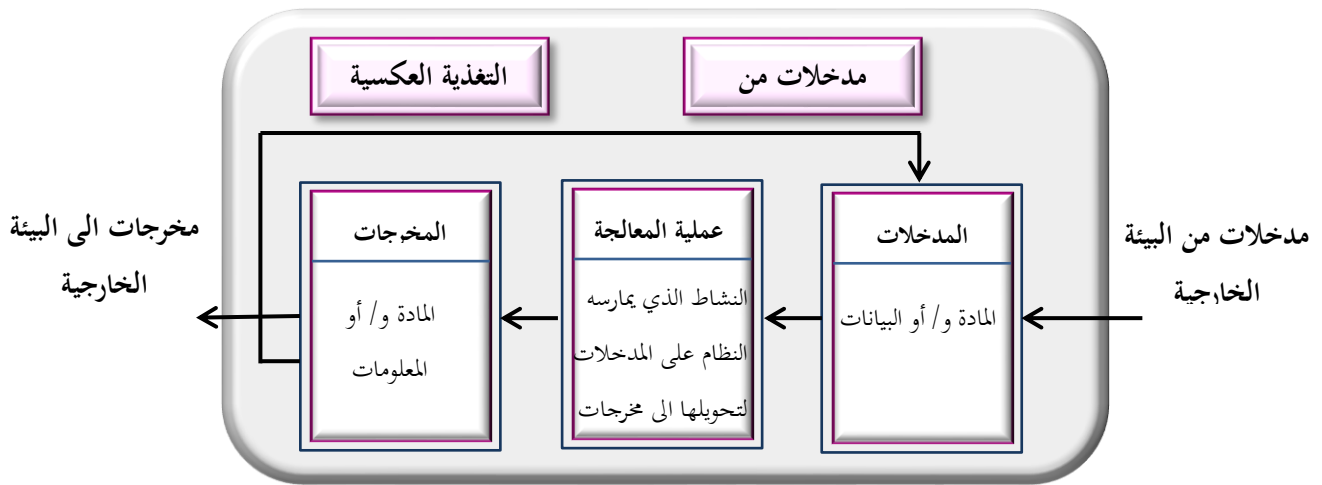 مدخلات من
التغذية العكسية
مدخلات من البيئة
الخارجية
المدخلات
المادة و/ أو البيانات
عملية المعالجة
النشاط الذي يمارسه
النظام على المدخلات
لتحويلها الى مخرجات
المخرجات
المادة و/ أو
المعلومات
مخرجات الى البيئة
الخارجية